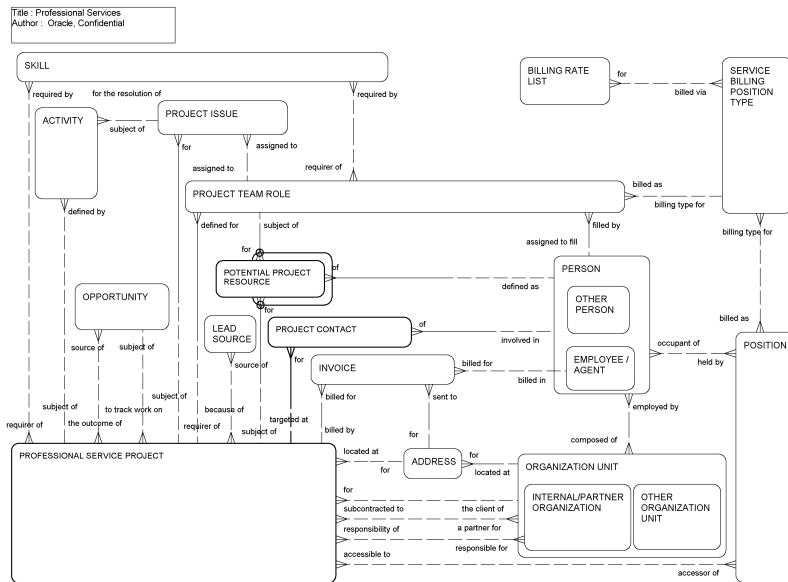 Title : Professional Services
Author : Oracle, Confidential
SKILL
BILLING RATE
LIST
for
billed via
SERVICE
BILLING
POSITION
TYPE
required by
for the resolution of
required by
ACTIVITY
subject of
PROJECT ISSUE
for
assigned to
assigned to
requirer of
PROJECT TEAM ROLE
billed as
billing type for
defined by
defined for
subject of
filled by
billing type for
assigned to fill
for
of
POTENTIAL PROJECT
RESOURCE
defined as
for
PERSON
OTHER
PERSON
OPPORTUNITY
LEAD
SOURCE
PROJECT CONTACT
of
involved in
billed as
POSITION
source of
subject of
source of
for
INVOICE
billed for
billed in
EMPLOYEE /
AGENT
occupant of
held by
subject of
billed for
sent to
employed by
requirer of
subject of
the outcome of
to track work on
requirer of
because of
subject of
targeted at
billed by
for
composed of
PROFESSIONAL SERVICE PROJECT
located at
for
ADDRESS
for
located at
ORGANIZATION UNIT
INTERNAL/PARTNER
ORGANIZATION
OTHER
ORGANIZATION
UNIT
for
subcontracted to
the client of
responsibility of
a partner for
responsible for
accessible to
accessor of